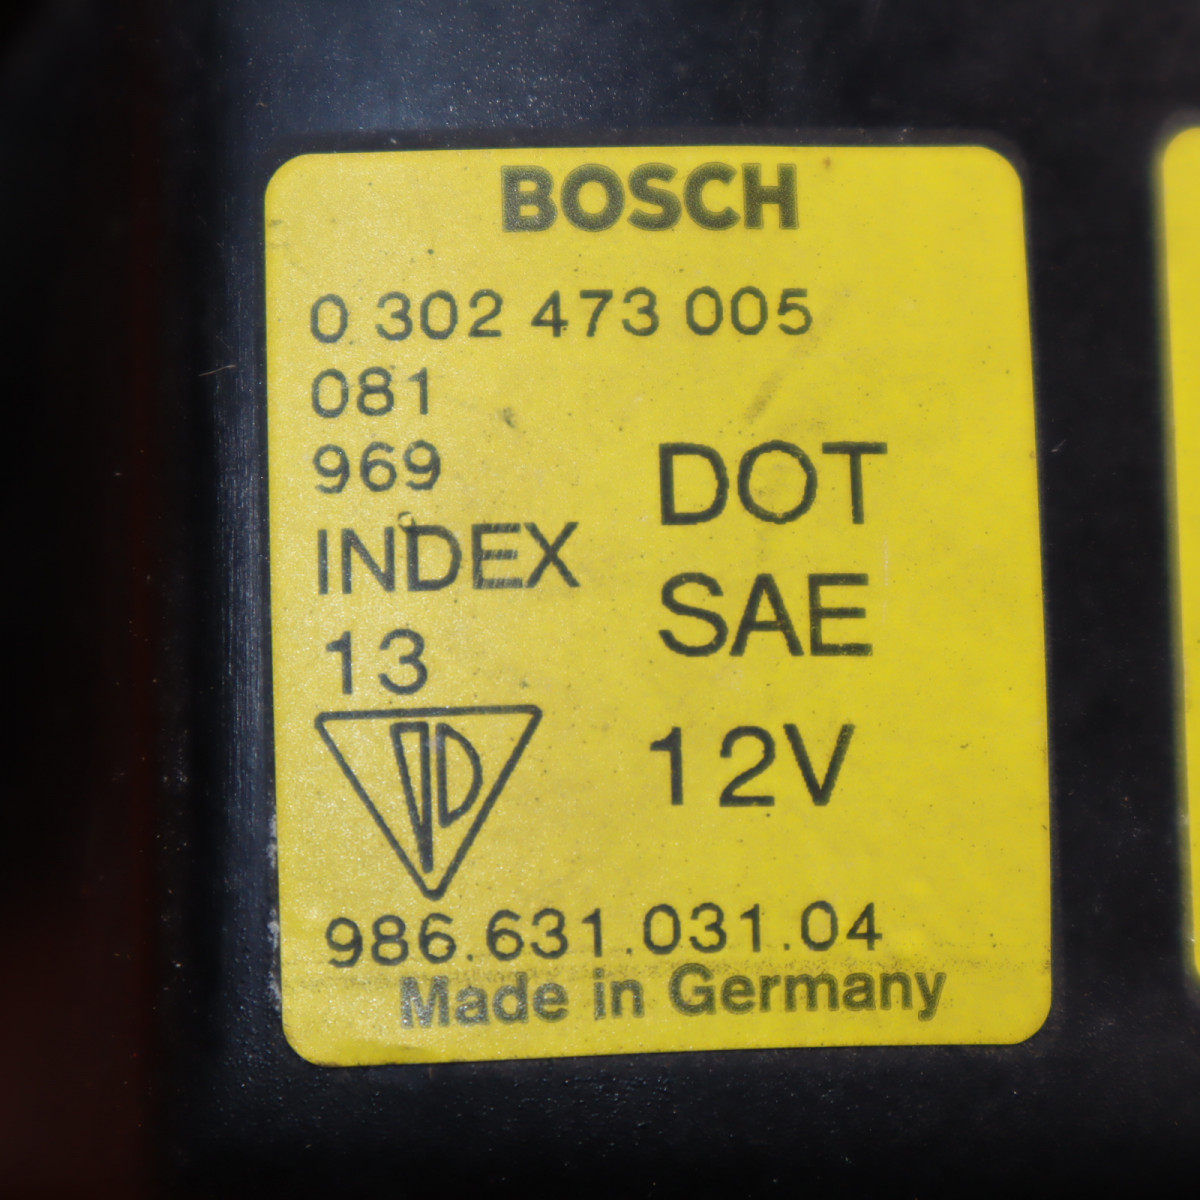 BOSCH
0 302 473 005
081
969
INDEX
13
DOT
SAE
12V
986.631.031.04
Made in Germany